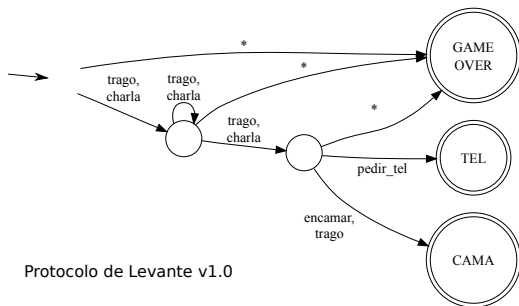 *
GAME
OVER
trago,
charla
trago,
charla
*
trago,
charla
*
pedir_tel
TEL
encamar,
trago
CAMA
Protocolo de Levante v1.0